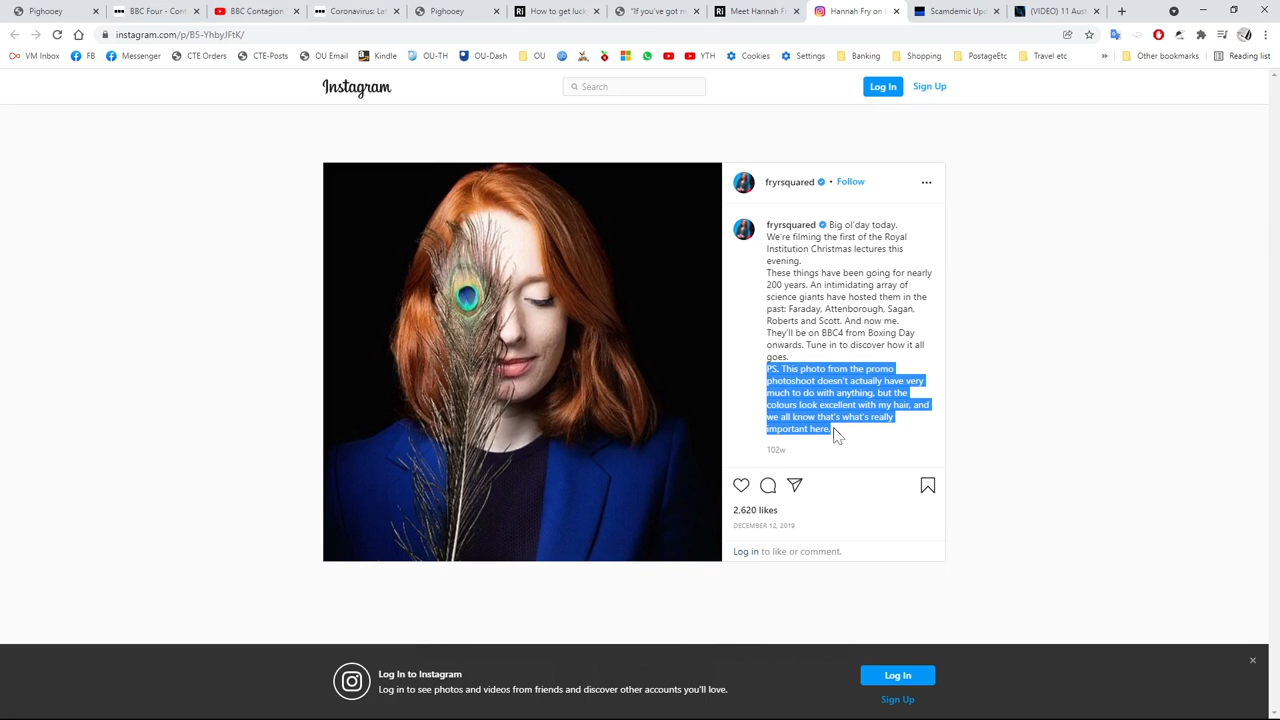 Pighooey
BBC Four - Cont
BBC Contagion
Coronavirus: Lat
Pighooey
How to get luck
"If you've got m
Meet Hannah F
Hannah Fry on I
Scamdemic Upd
(VIDEO) 11 Aust
instagram.com/p/B5-YhbyJFtK/
VM Inbox
FB
Messenger
CTE Orders
CTE-Posts
OU Email
Kindle
OU-TH
OU-Dash
OU
YTH
Cookies
Settings
Banking
Shopping
PostageEtc
Travel etc
Other bookmarks
Reading list
Instagram
Search
Log In
Sign Up
fryrsquared • Follow
fryrsquared Big ol'day today.
We're filming the first of the Royal
Institution Christmas lectures this
evening.
These things have been going for nearly
200 years. An intimidating array of
science giants have hosted them in the
past: Faraday, Attenborough, Sagan,
Roberts and Scott. And now me.
They'll be on BBC4 from Boxing Day
onwards. Tune in to discover how it all
goes.
PS. This photo from the promo
photoshoot doesn't actually have very
much to do with anything, but the
colours look excellent with my hair, and
we all know that's what's really
important here.
102w
2,620 likes
DECEMBER 12, 2019
Log in to like or comment.
Log In to Instagram
Log in to see photos and videos from friends and discover other accounts you'll love.
Log In
Sign Up